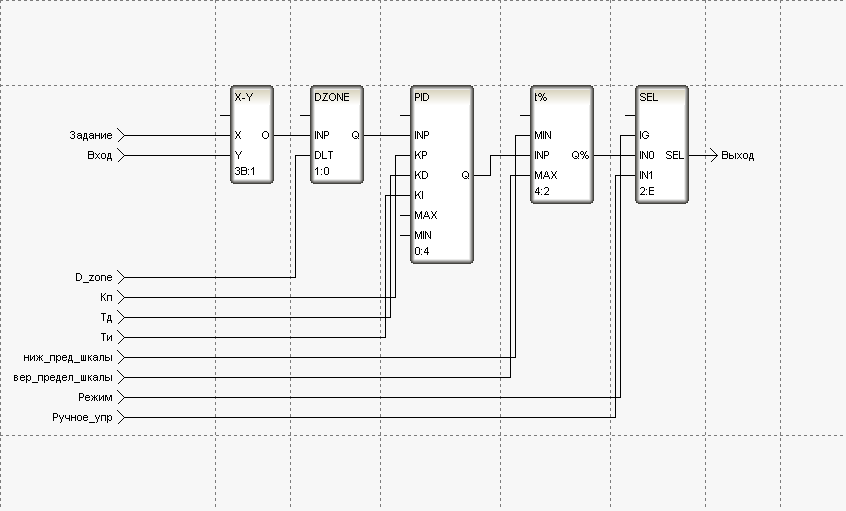 X-Y DZONE PID t% SEL
Задание X O INP Q INP MIN IG
Вход Y DLT KP INP Q% IN0 SEL Выход
3B:1 1:0 KD Q MAX IN1
KI 4:2 2:E
MAX
MIN
0:4
D_zone
Кп
Тд
Ти
ниж_пред_шкалы
вер_предел_шкалы
Режим
Ручное_упр